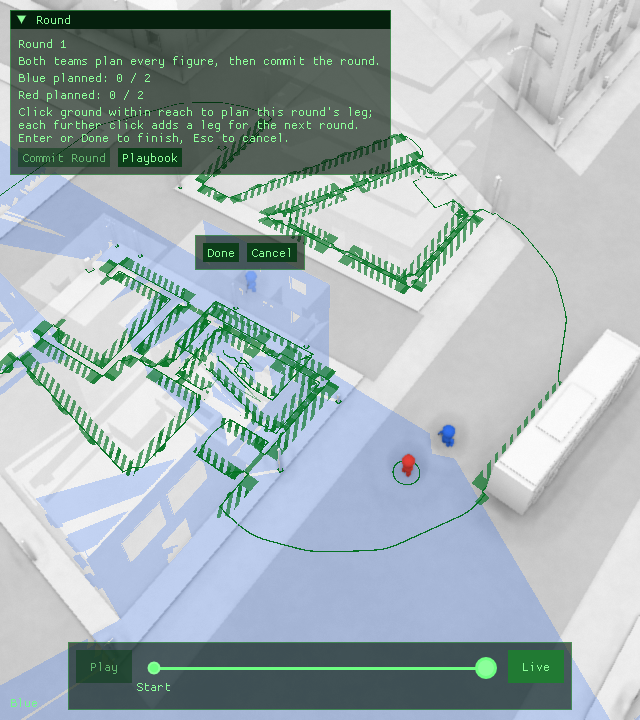 Round
Round 1
Both teams plan every figure, then commit the round.
Blue planned: 0 / 2
Red planned: 0 / 2
Click ground within reach to plan this round's leg;
each further click adds a leg for the next round.
Enter or Done to finish, Esc to cancel.
Commit Round Playbook
Done Cancel
Play Live
Start
Blue